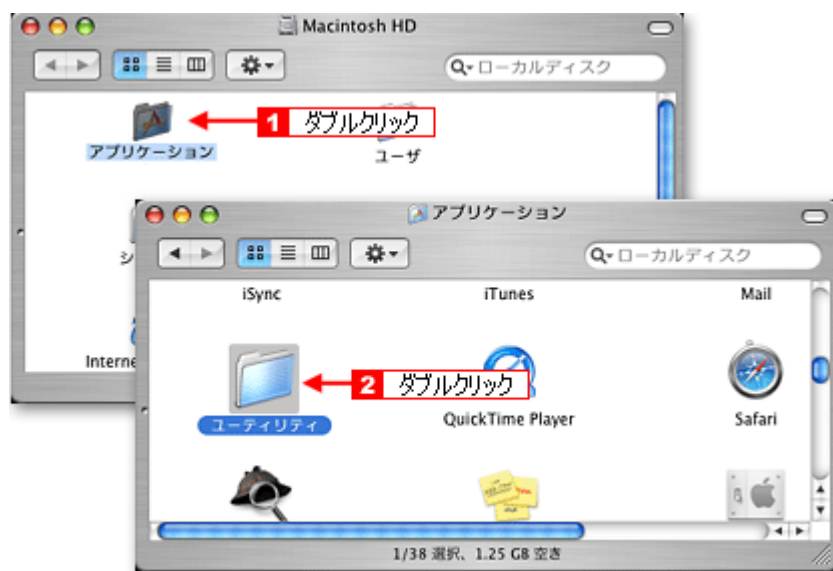 Macintosh HD
ローカルディスク
1 ダブルクリック
アプリケーション
ユーザ
アプリケーション
ローカルディスク
シ
iSync
iTunes
Mail
Interne
2 ダブルクリック
ユーティリティ
QuickTime Player
Safari
1/38 選択、1.25 GB 空き